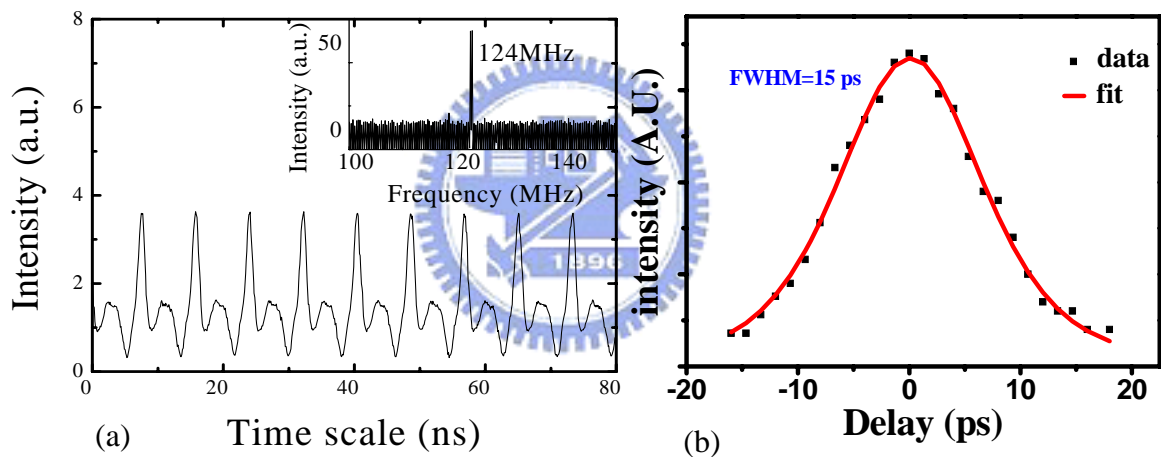 Intensity (a.u.)
8
6
4
2
0
0
20
40
60
80
Time scale (ns)
(a)
Intensity (a.u.)
50
0
124MHz
100
120
140
Frequency (MHz)
1896
intensity (A.U.)
FWHM=15 ps
data
fit
-20
-10
0
10
20
Delay (ps)
(b)